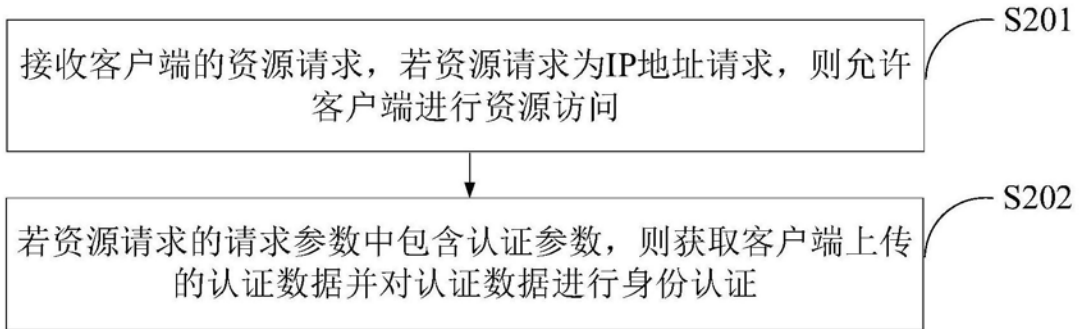 S201
接收客户端的资源请求，若资源请求为IP地址请求，则允许
客户端进行资源访问
S202
若资源请求的请求参数中包含认证参数，则获取客户端上传
的认证数据并对认证数据进行身份认证